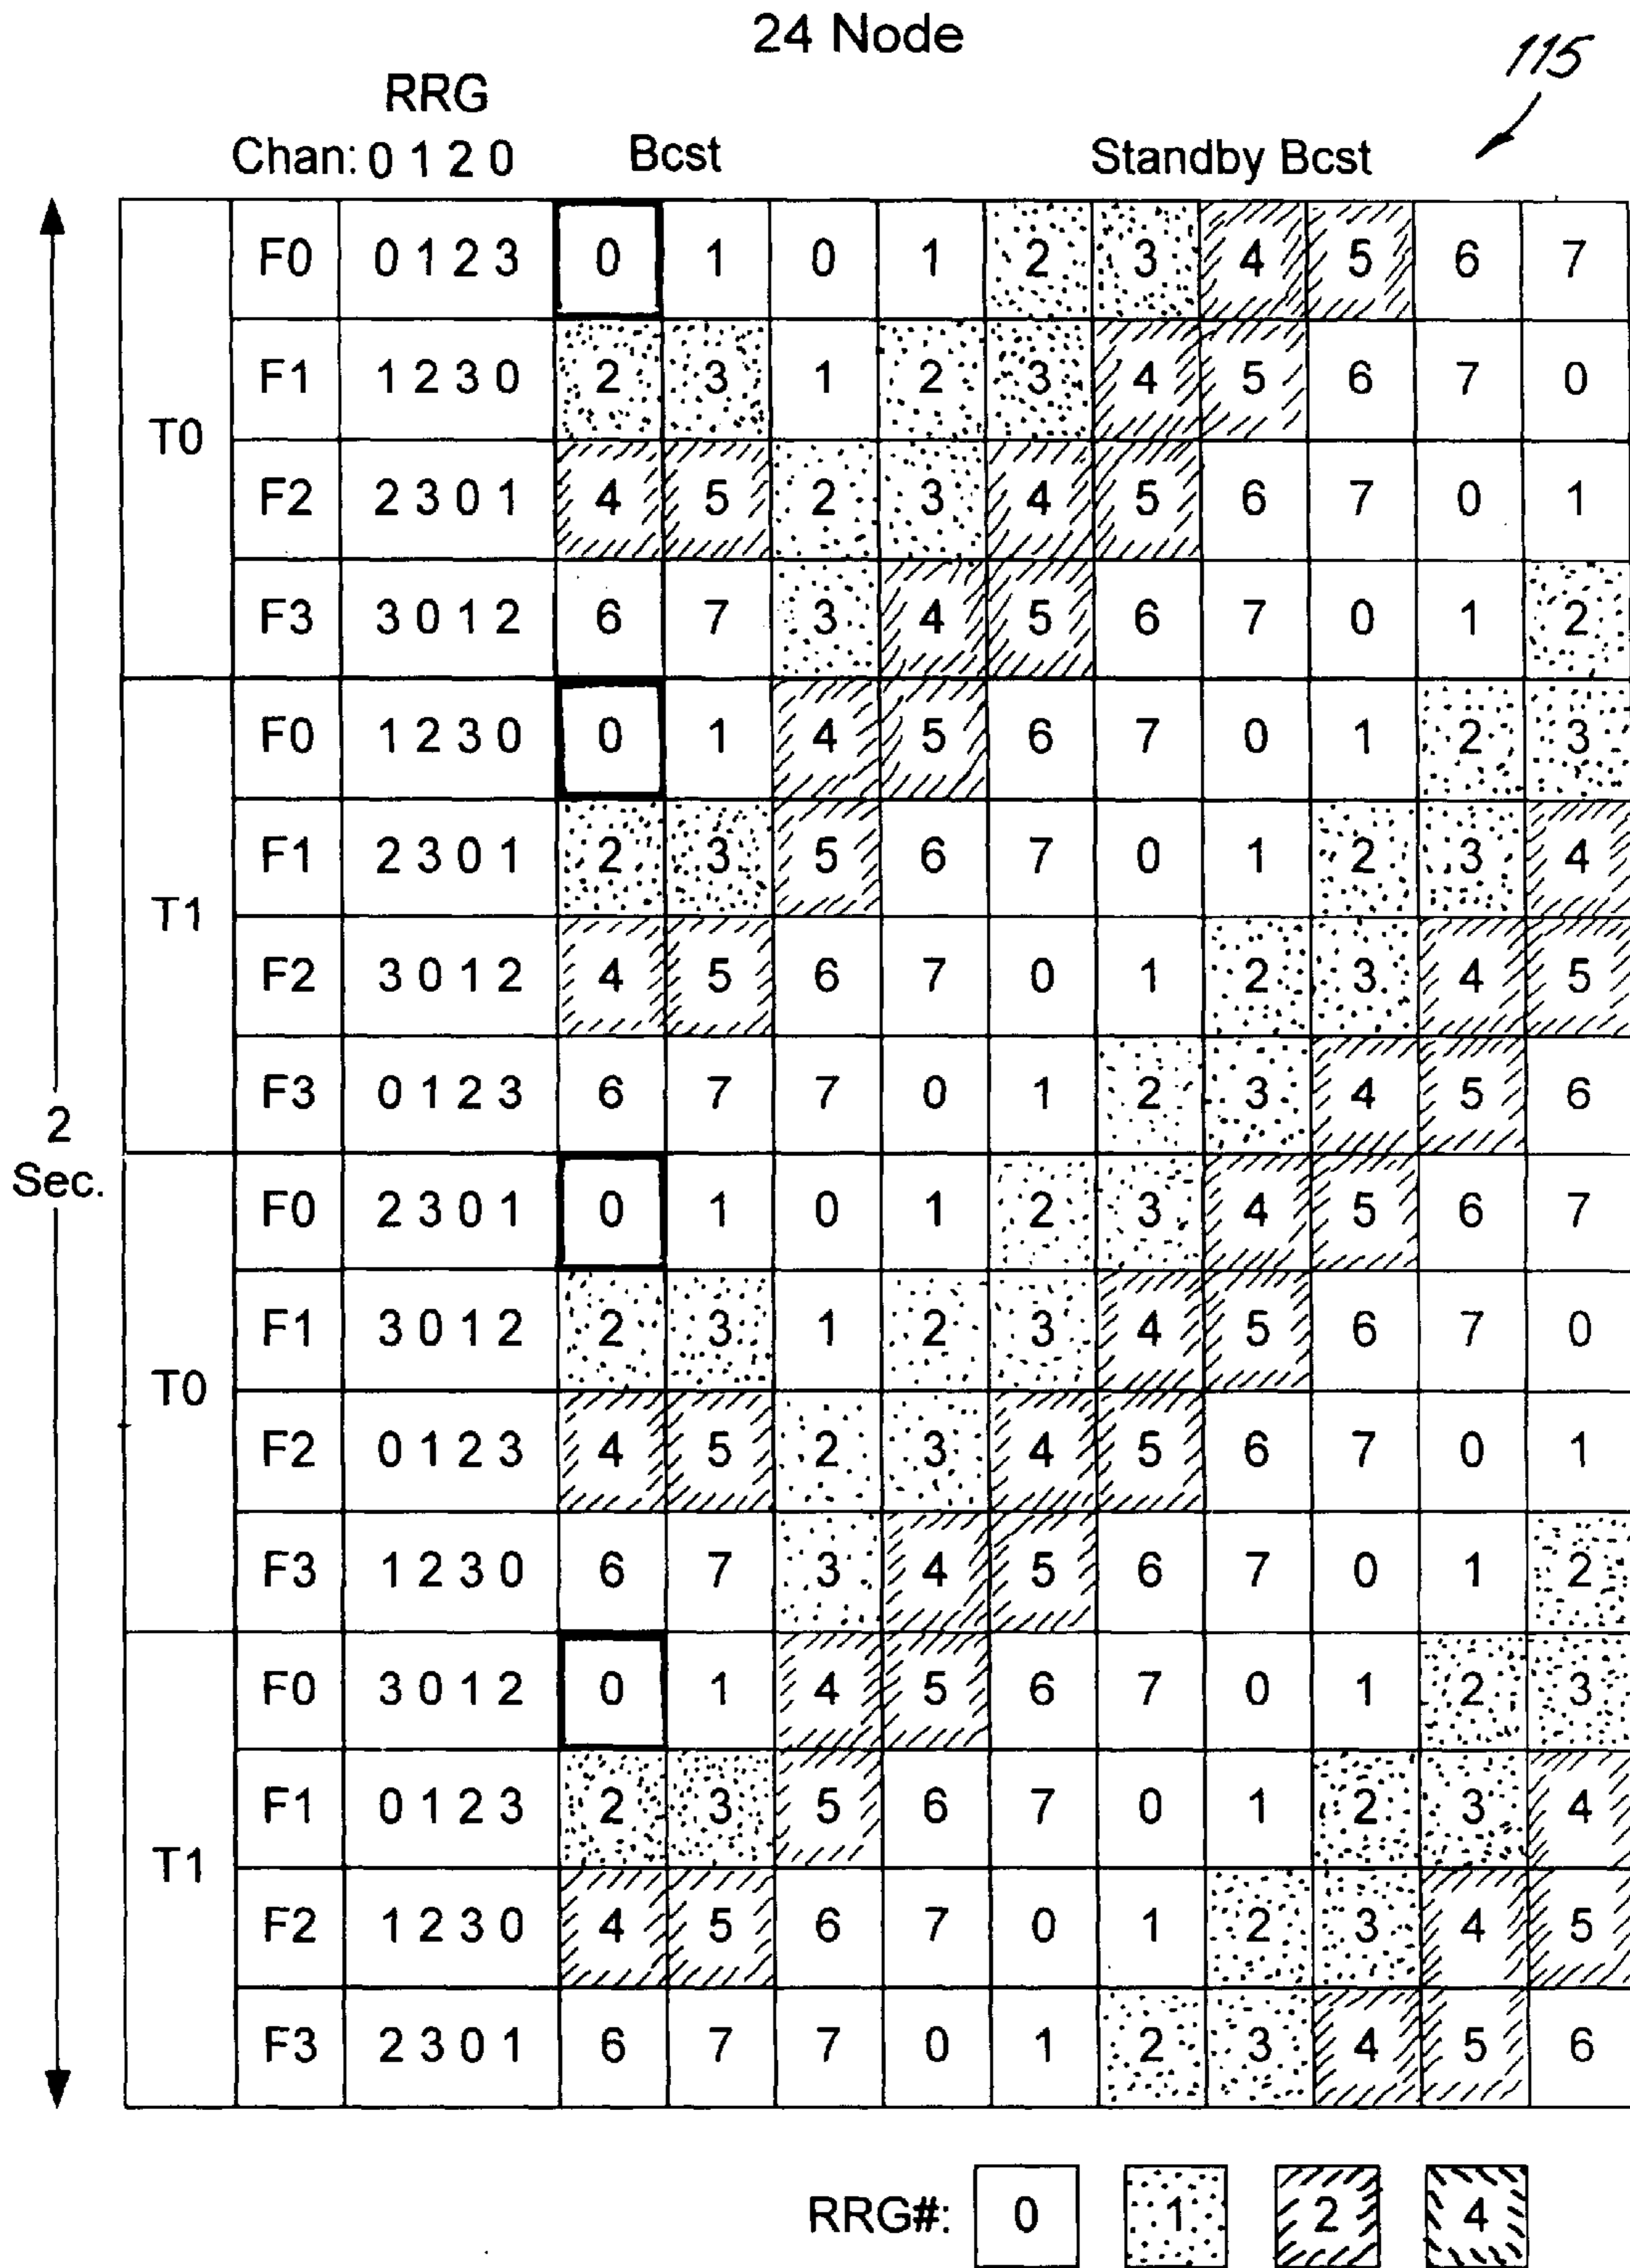 24 Node
115
RRG
Chan: 0 1 2 0 Bcst Standby Bcst
T0
F0 0 1 2 3 0 1 0 1 2 3 4 5 6 7
F1 1 2 3 0 2 3 1 2 3 4 5 6 7 0
F2 2 3 0 1 4 5 2 3 4 5 6 7 0 1
F3 3 0 1 2 6 7 3 4 5 6 7 0 1 2
T1
F0 1 2 3 0 0 1 4 5 6 7 0 1 2 3
F1 2 3 0 1 2 3 5 6 7 0 1 2 3 4
F2 3 0 1 2 4 5 6 7 0 1 2 3 4 5
F3 0 1 2 3 6 7 7 0 1 2 3 4 5 6
2
Sec.
T0
F0 2 3 0 1 0 1 0 1 2 3 4 5 6 7
F1 3 0 1 2 2 3 1 2 3 4 5 6 7 0
F2 0 1 2 3 4 5 2 3 4 5 6 7 0 1
F3 1 2 3 0 6 7 3 4 5 6 7 0 1 2
T1
F0 3 0 1 2 0 1 4 5 6 7 0 1 2 3
F1 0 1 2 3 2 3 5 6 7 0 1 2 3 4
F2 1 2 3 0 4 5 6 7 0 1 2 3 4 5
F3 2 3 0 1 6 7 7 0 1 2 3 4 5 6
RRG#: 0 1 2 4